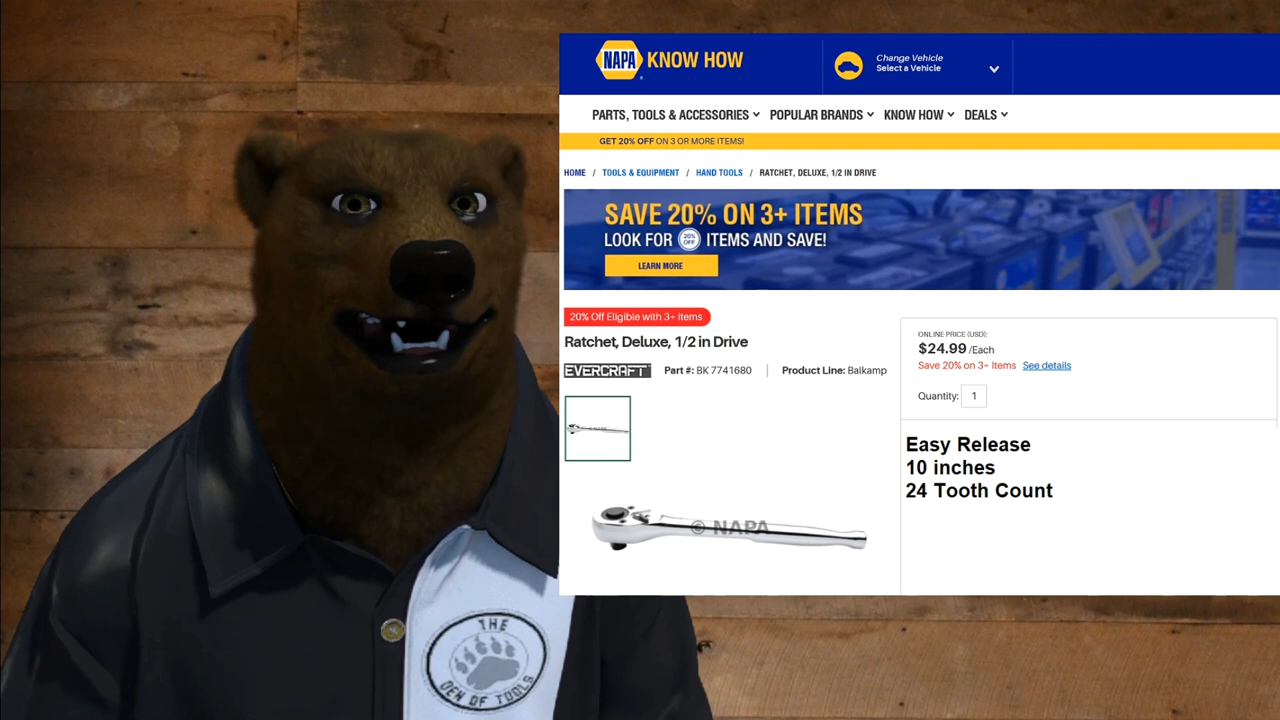 NAPA KNOW HOW
Change Vehicle
Select a Vehicle
PARTS, TOOLS & ACCESSORIES POPULAR BRANDS KNOW HOW DEALS
GET 20% OFF ON 3 OR MORE ITEMS!
HOME / TOOLS & EQUIPMENT / HAND TOOLS / RATCHET, DELUXE, 1/2 IN DRIVE
SAVE 20% ON 3+ ITEMS
LOOK FOR 20% OFF ITEMS AND SAVE!
LEARN MORE
20% Off Eligible with 3+ Items
Ratchet, Deluxe, 1/2 in Drive
EVERCRAFT Part #: BK 7741680 | Product Line: Balkamp
ONLINE PRICE (USD):
$24.99 /Each
Save 20% on 3+ Items See details
Quantity: 1
Easy Release
10 inches
24 Tooth Count
© NAPA
© NAPA
THE
DEN OF TOOLS